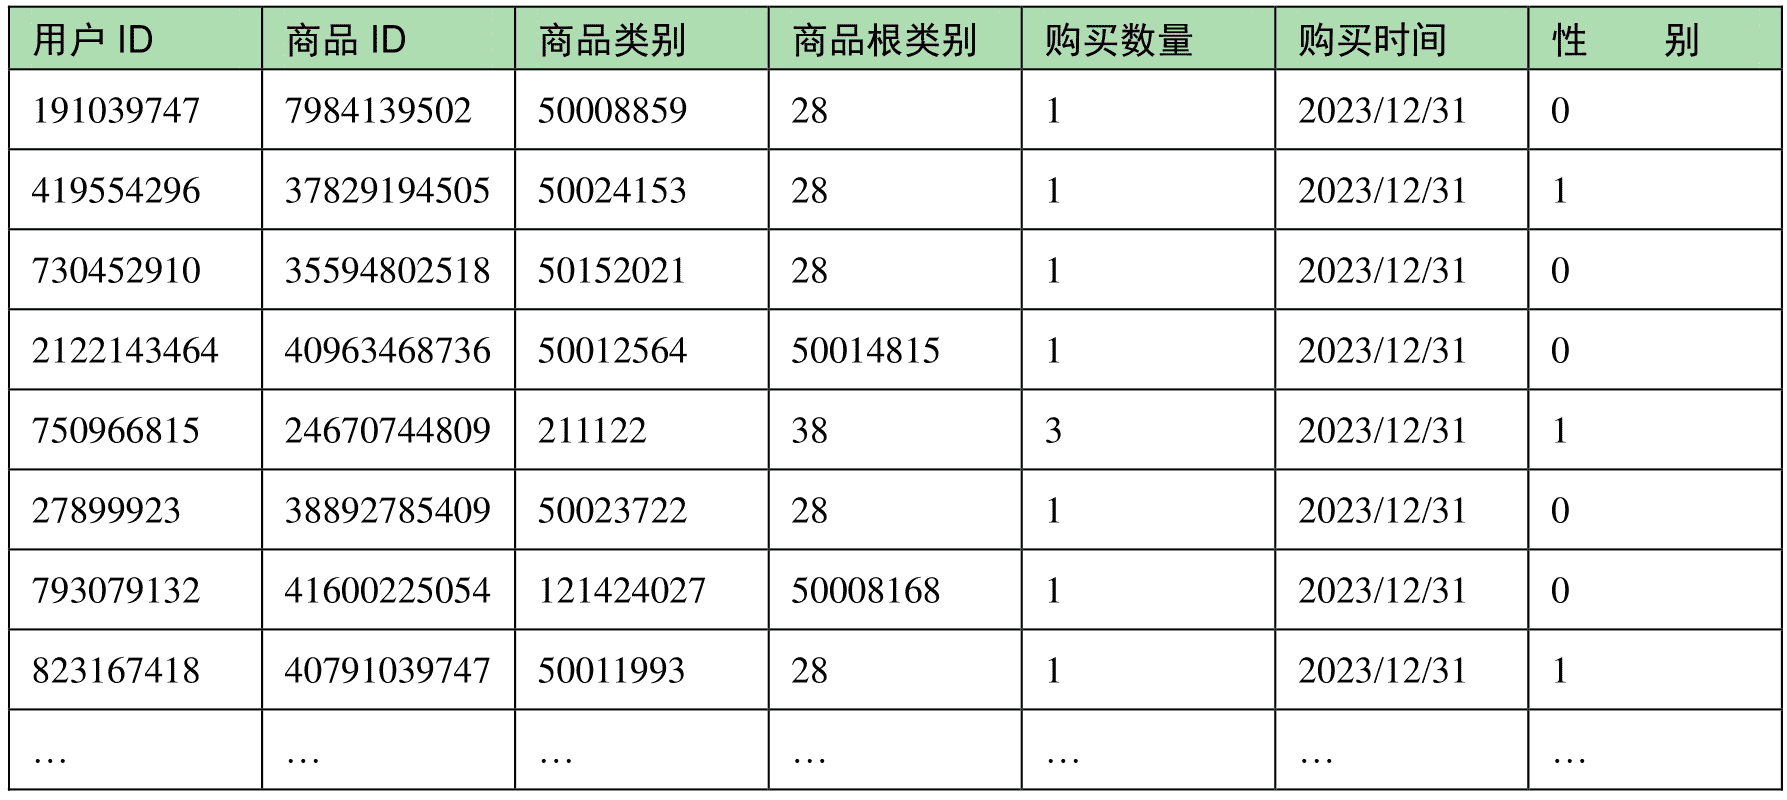 用户 ID 商品 ID 商品类别 商品根类别 购买数量 购买时间 性 别
191039747 7984139502 50008859 28 1 2023/12/31 0
419554296 37829194505 50024153 28 1 2023/12/31 1
730452910 35594802518 50152021 28 1 2023/12/31 0
2122143464 40963468736 50012564 50014815 1 2023/12/31 0
750966815 24670744809 211122 38 3 2023/12/31 1
27899923 38892785409 50023722 28 1 2023/12/31 0
793079132 41600225054 121424027 50008168 1 2023/12/31 0
823167418 40791039747 50011993 28 1 2023/12/31 1
… … … … … … …